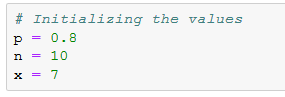 # Initializing the values
p = 0.8
n = 10
x = 7